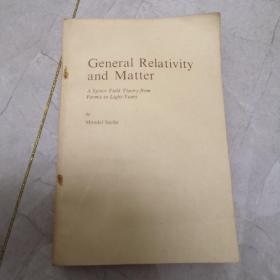 General Relativity
and Matter
A Spinor Field Theory from
Fermis to Light-Years
by
Mendel Sachs